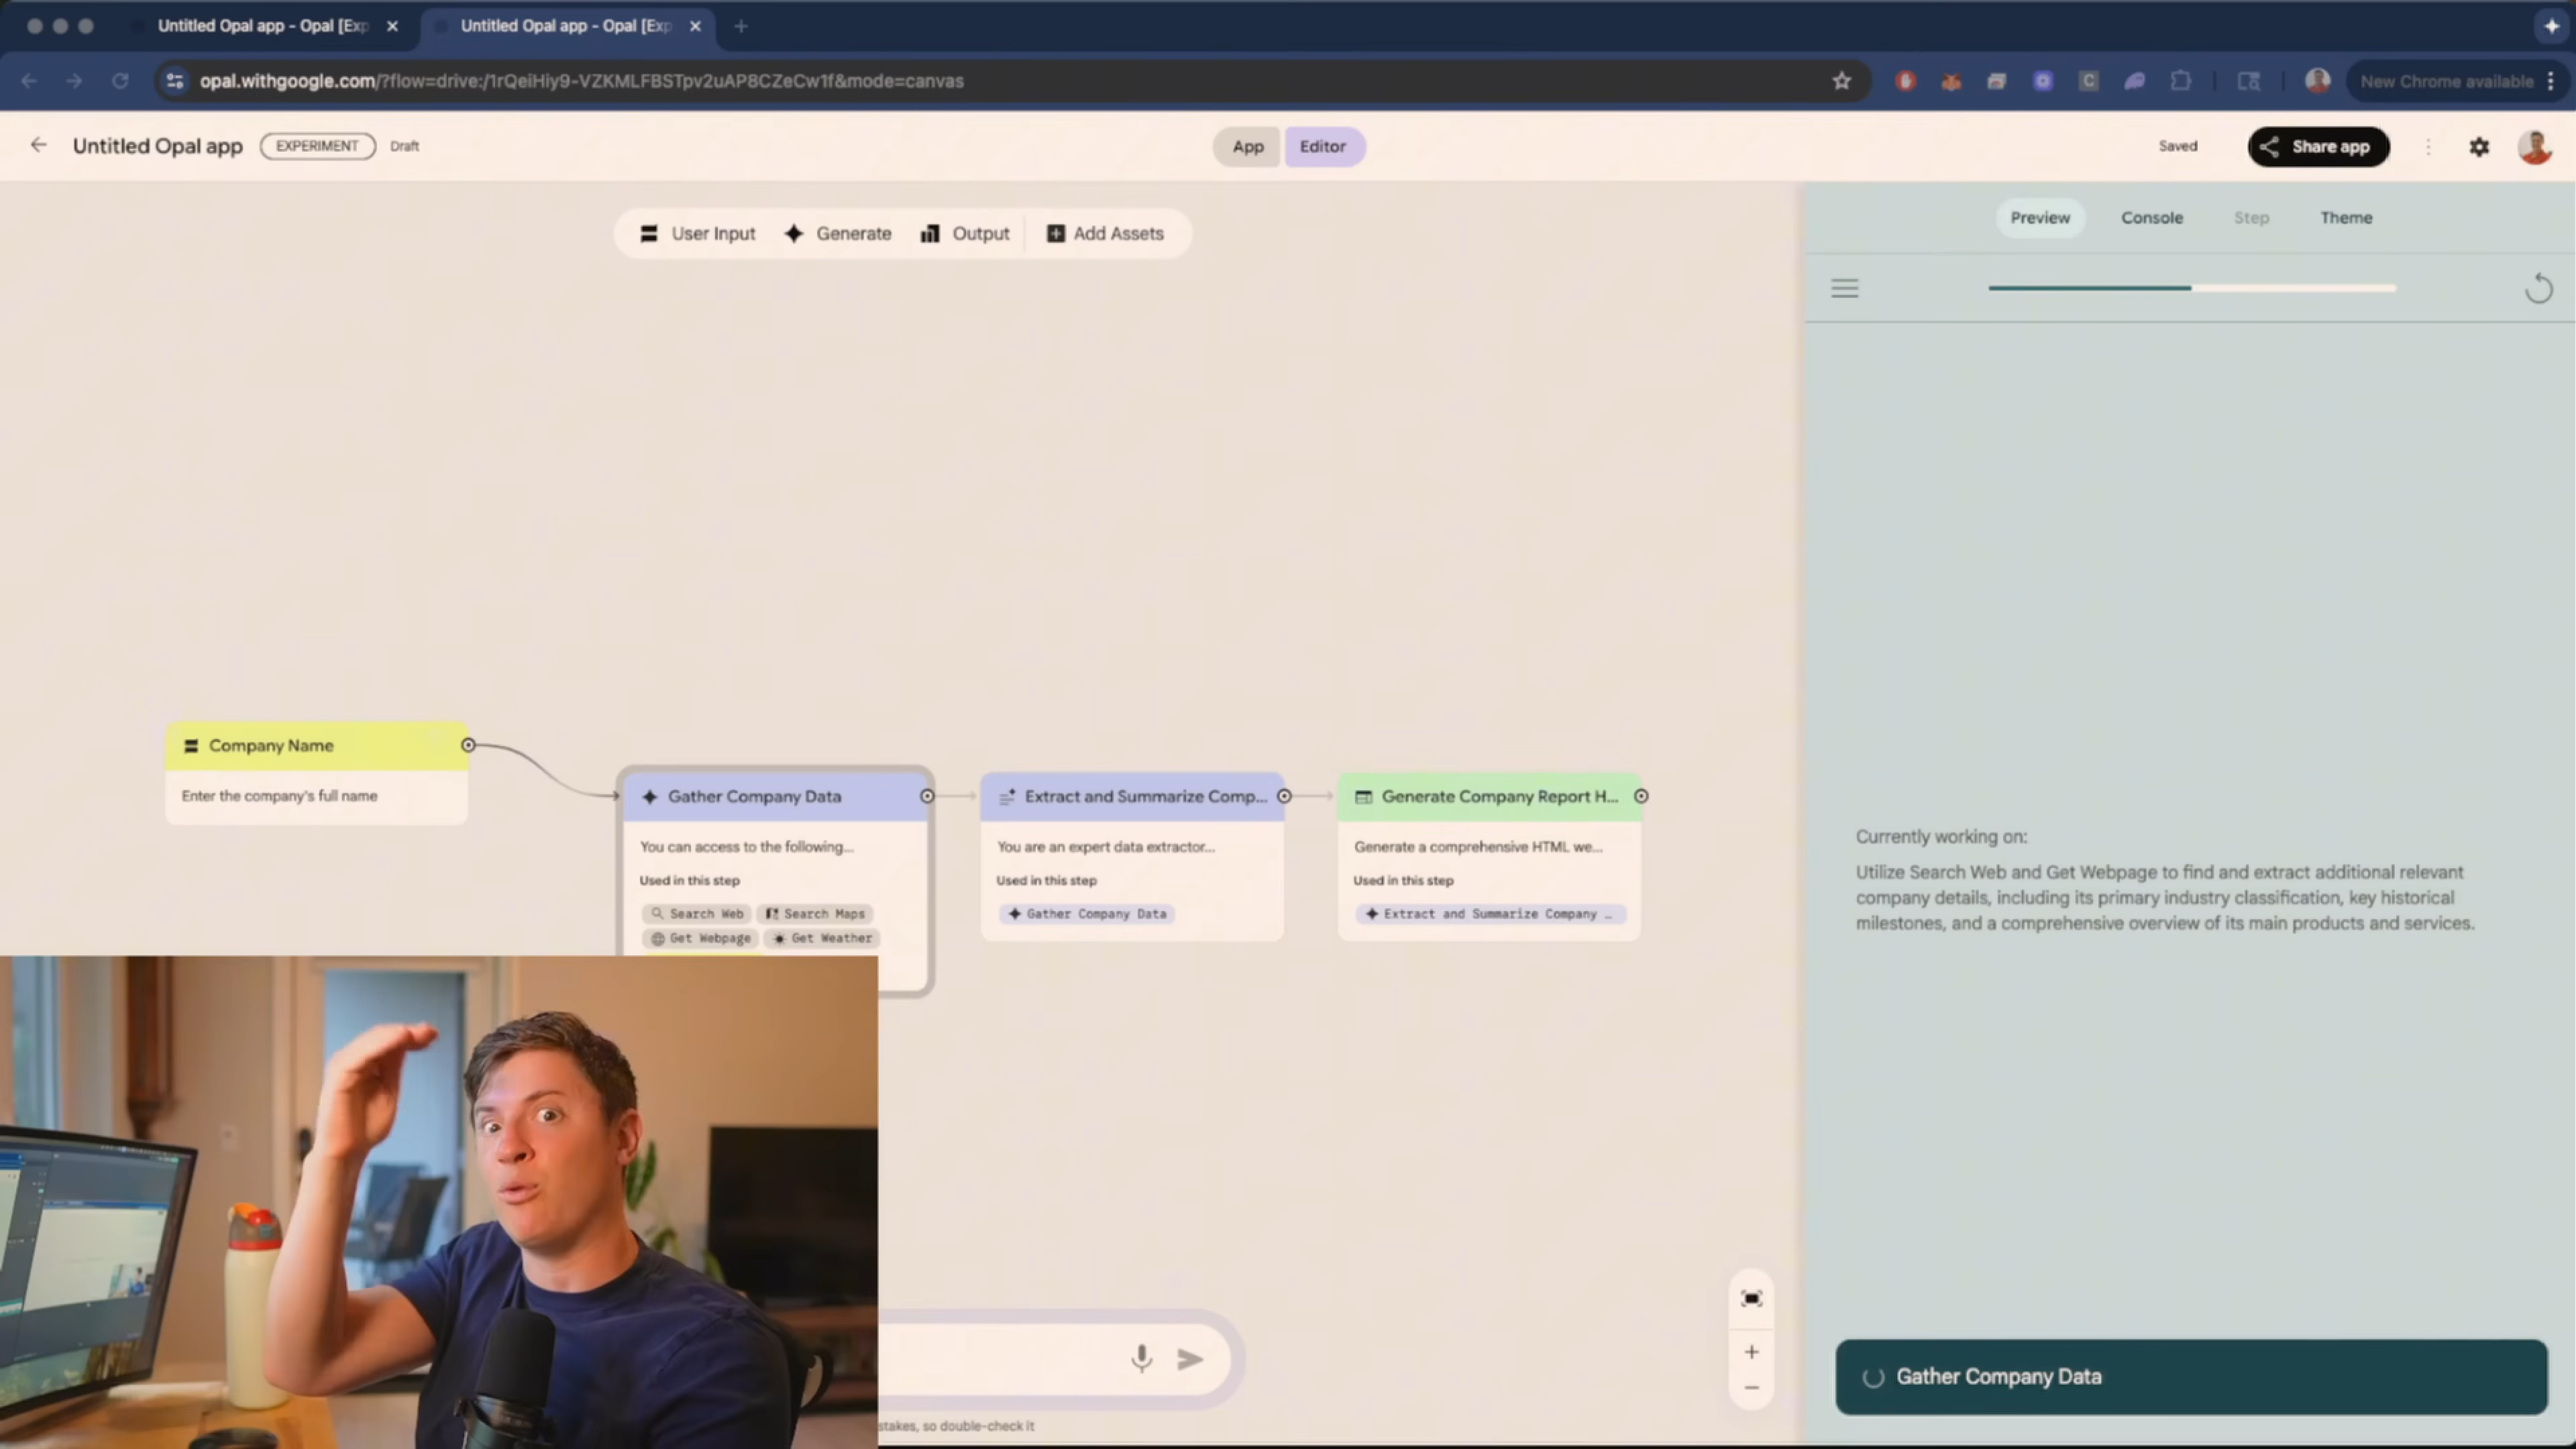 Untitled Opal app - Opal [Exp
Untitled Opal app - Opal [Exp
opal.withgoogle.com/?flow=drive:/1rQeiHiy9-VZKMLFBSTpv2uAP8CZeCw1f&mode=canvas
New Chrome available
Untitled Opal app
EXPERIMENT
Draft
App
Editor
Saved
Share app
User Input
Generate
Output
Add Assets
Preview
Console
Step
Theme
Company Name
Enter the company's full name
Gather Company Data
You can access to the following...
Used in this step
Search Web
Search Maps
Get Webpage
Get Weather
Extract and Summarize Comp...
You are an expert data extractor...
Used in this step
Gather Company Data
Generate Company Report H...
Generate a comprehensive HTML we...
Used in this step
Extract and Summarize Company …
Currently working on:
Utilize Search Web and Get Webpage to find and extract additional relevant
company details, including its primary industry classification, key historical
milestones, and a comprehensive overview of its main products and services.
Gather Company Data
stakes, so double-check it